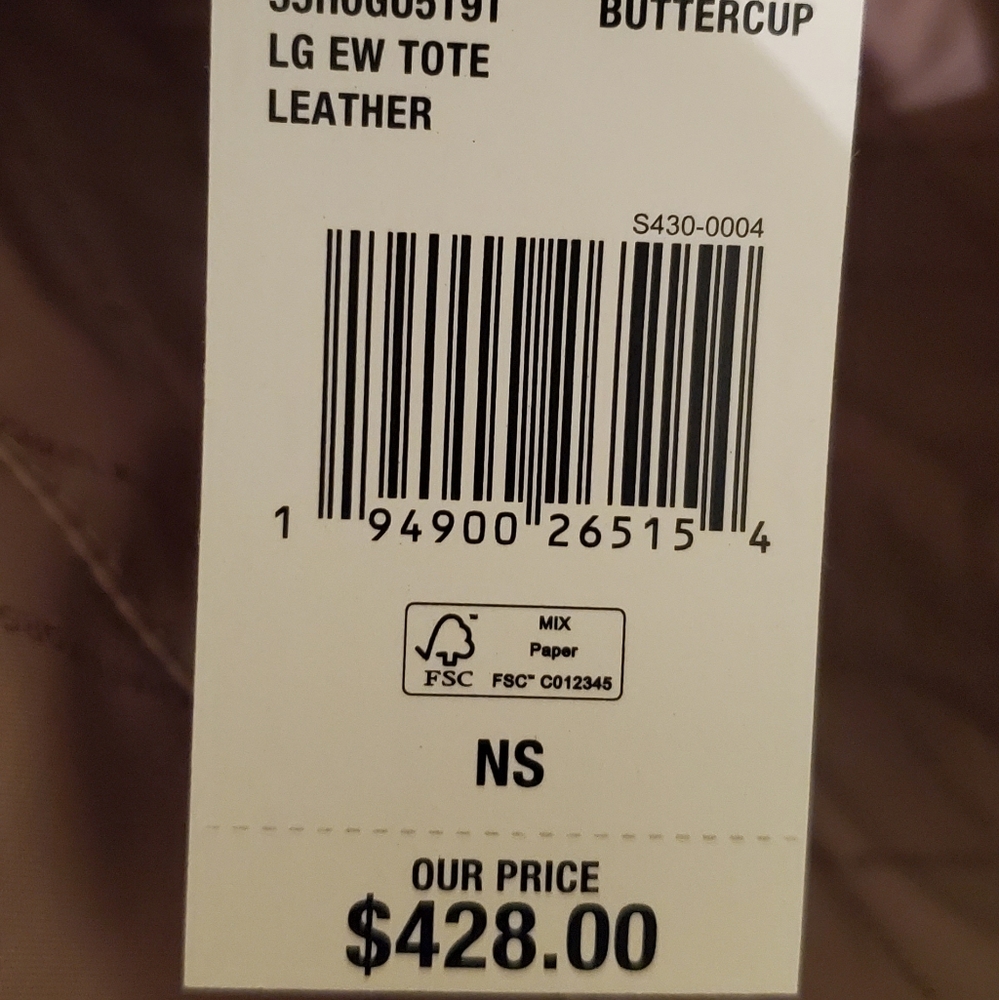 BUTTERCUP
LG EW TOTE
LEATHER
S430-0004
1 94900 26515 4
FSC
MIX
Paper
FSC™ C012345
NS
OUR PRICE
$428.00